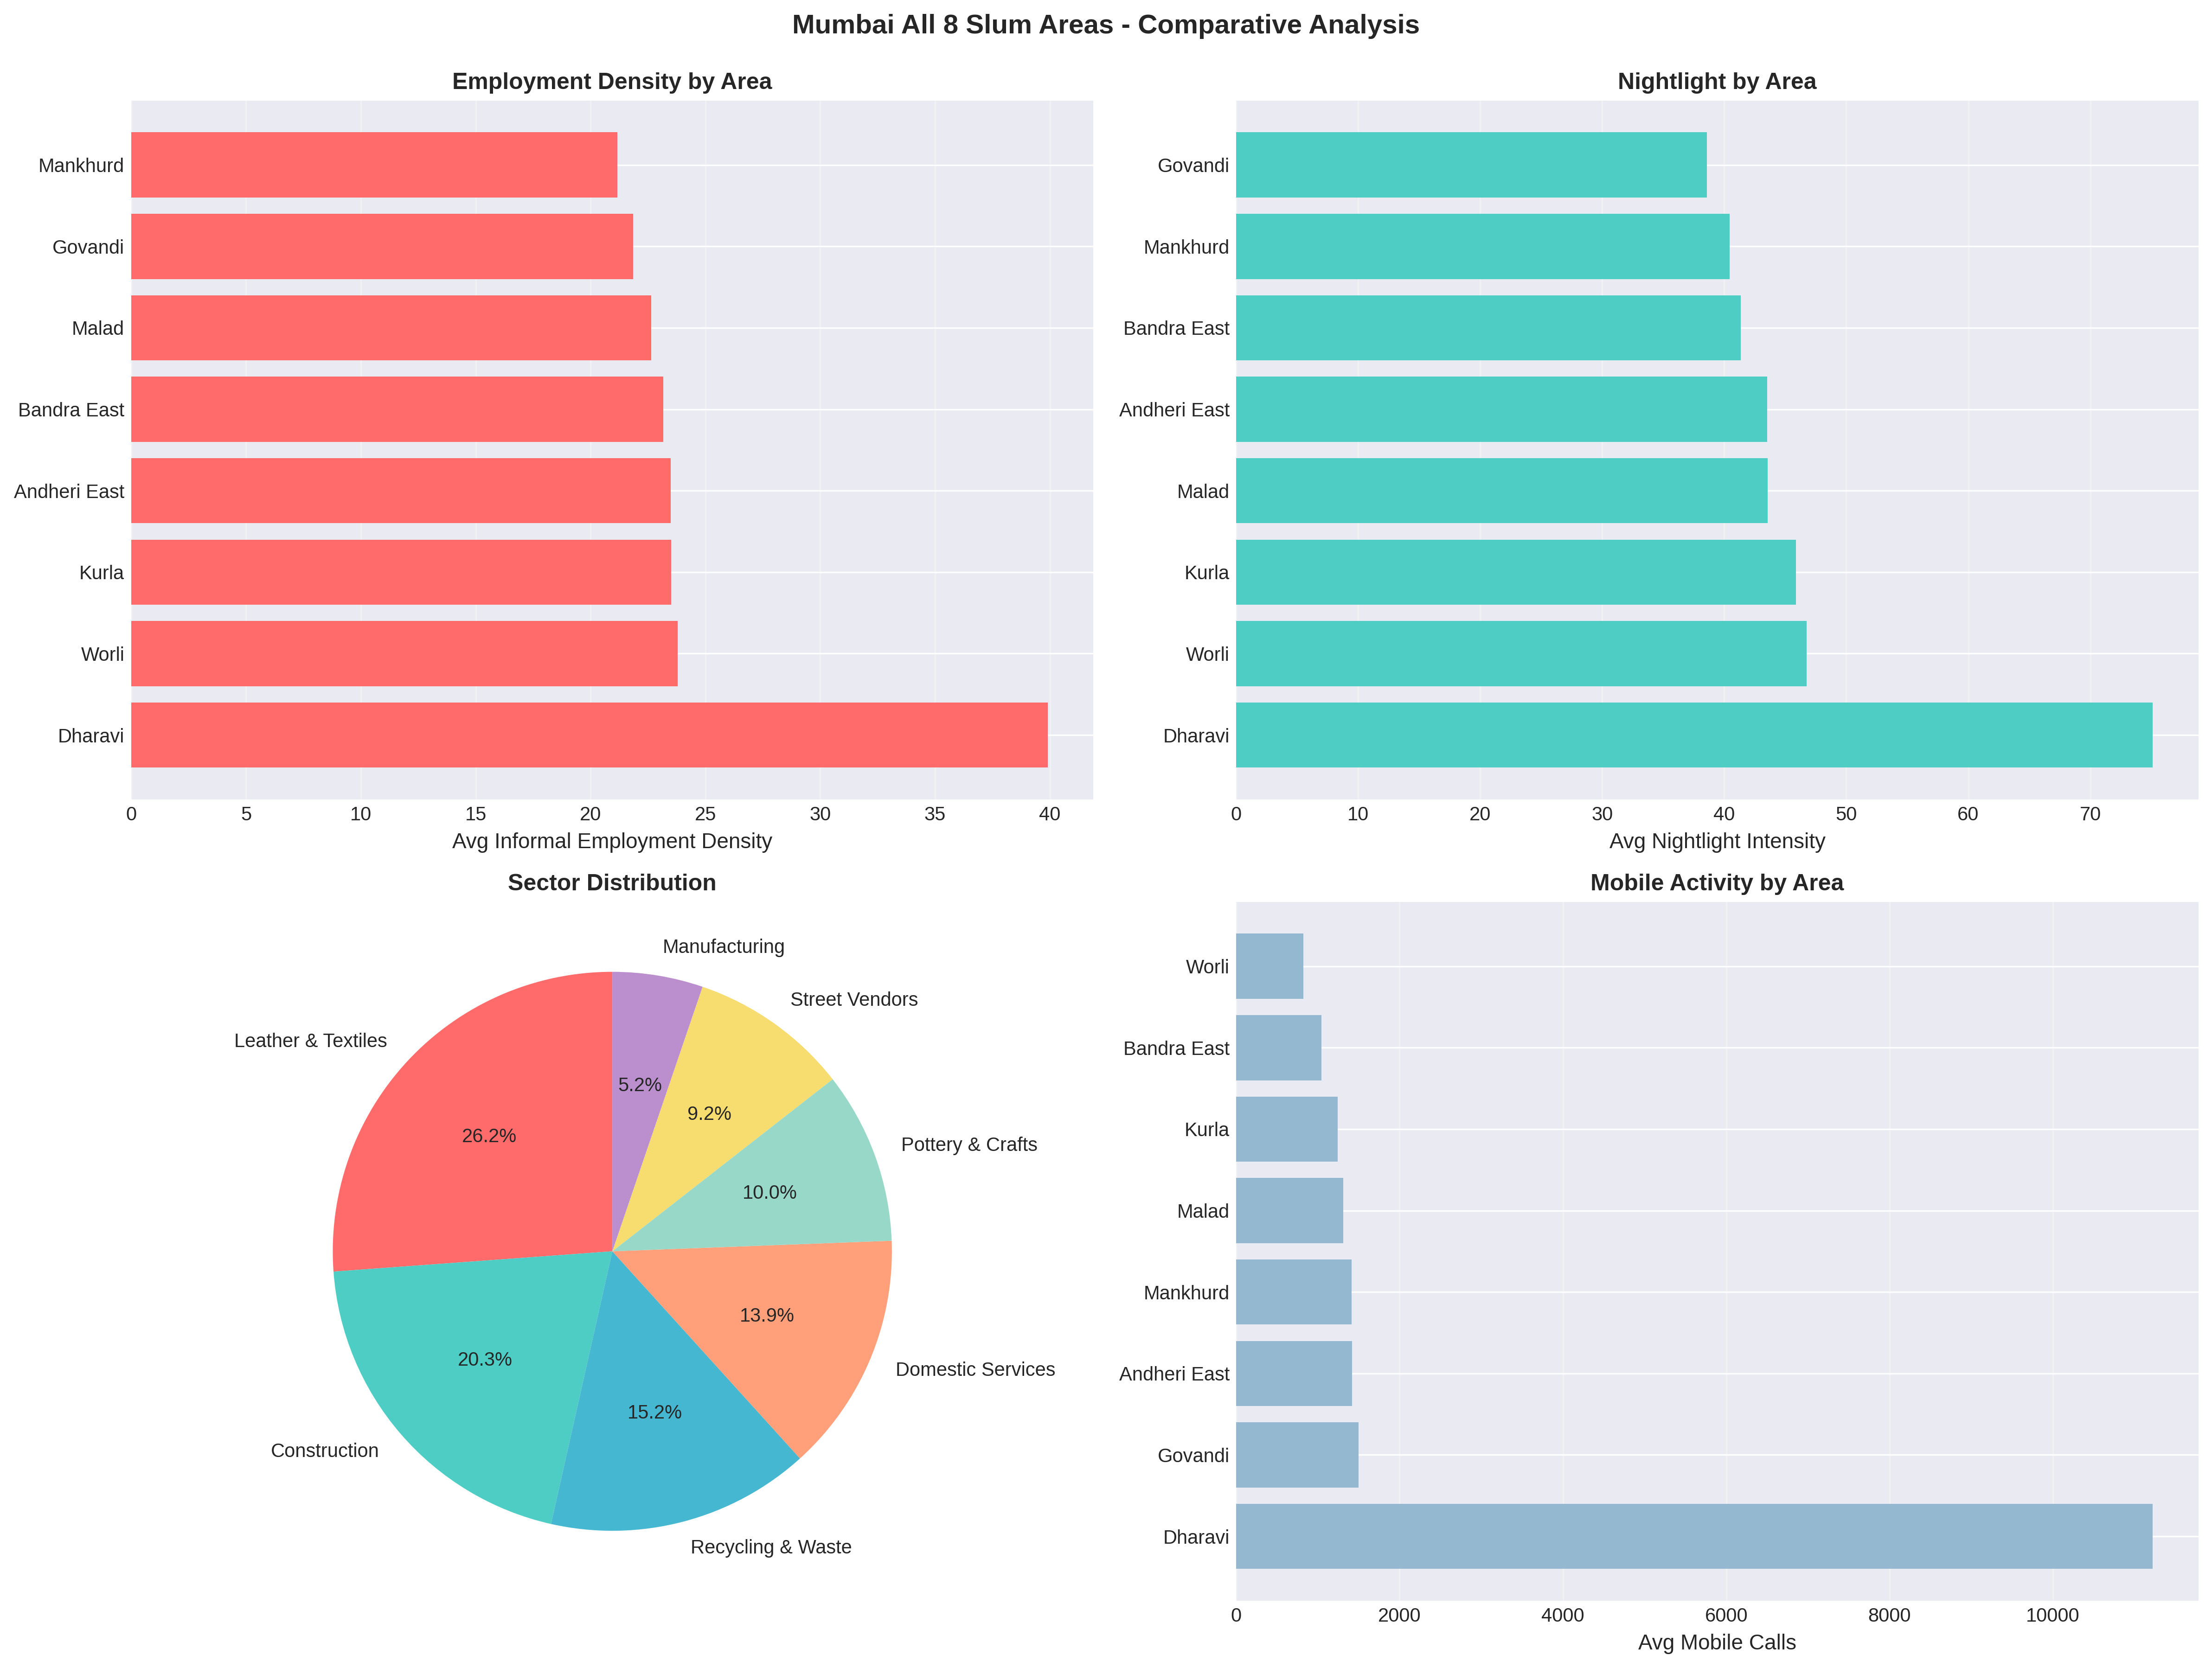 Mumbai All 8 Slum Areas - Comparative Analysis
Employment Density by Area
Mankhurd
Govandi
Malad
Bandra East
Andheri East
Kurla
Worli
Dharavi
0 5 10 15 20 25 30 35 40
Avg Informal Employment Density
Nightlight by Area
Govandi
Mankhurd
Bandra East
Andheri East
Malad
Kurla
Worli
Dharavi
0 10 20 30 40 50 60 70
Avg Nightlight Intensity
Sector Distribution
Manufacturing
Street Vendors
Leather & Textiles
5.2%
9.2%
26.2%
Pottery & Crafts
10.0%
13.9%
20.3%
Domestic Services
15.2%
Construction
Recycling & Waste
Mobile Activity by Area
Worli
Bandra East
Kurla
Malad
Mankhurd
Andheri East
Govandi
Dharavi
0 2000 4000 6000 8000 10000
Avg Mobile Calls